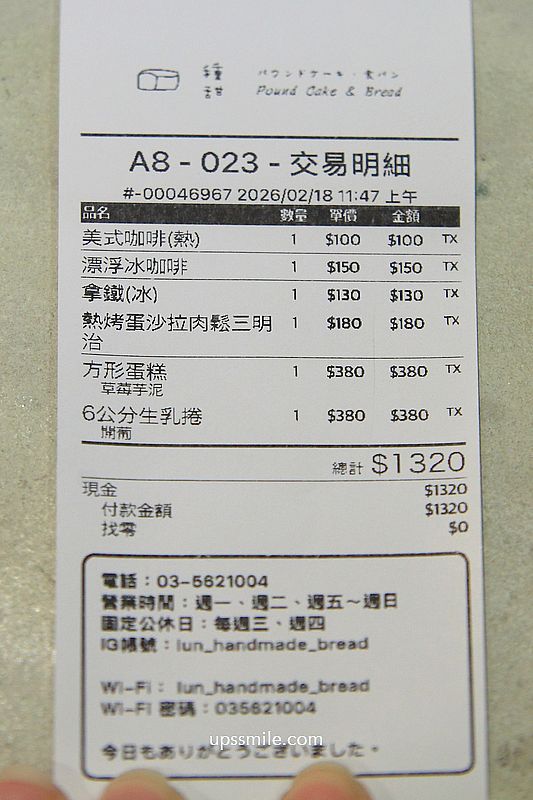 種甜
パウンドケーキ・食パン
Pound Cake & Bread
A8 - 023 - 交易明細
#-00046967 2026/02/18 11:47 上午
品名 數量 單價 金額
美式咖啡(熱) 1 $100 $100 TX
漂浮冰咖啡 1 $150 $150 TX
拿鐵(冰) 1 $130 $130 TX
熱烤蛋沙拉肉鬆三明 1 $180 $180 TX
治
方形蛋糕 1 $380 $380 TX
草莓芋泥
6公分生乳捲 1 $380 $380 TX
開葡
總計 $1320
現金 $1320
付款金額 $1320
找零 $0
電話：03-5621004
營業時間：週一、週二、週五～週日
固定公休日：每週三、週四
IG帳號：lun_handmade_bread
Wi-Fi： lun_handmade_bread
Wi-Fi 密碼：035621004
今日もありがとうございました。
upssmile.com